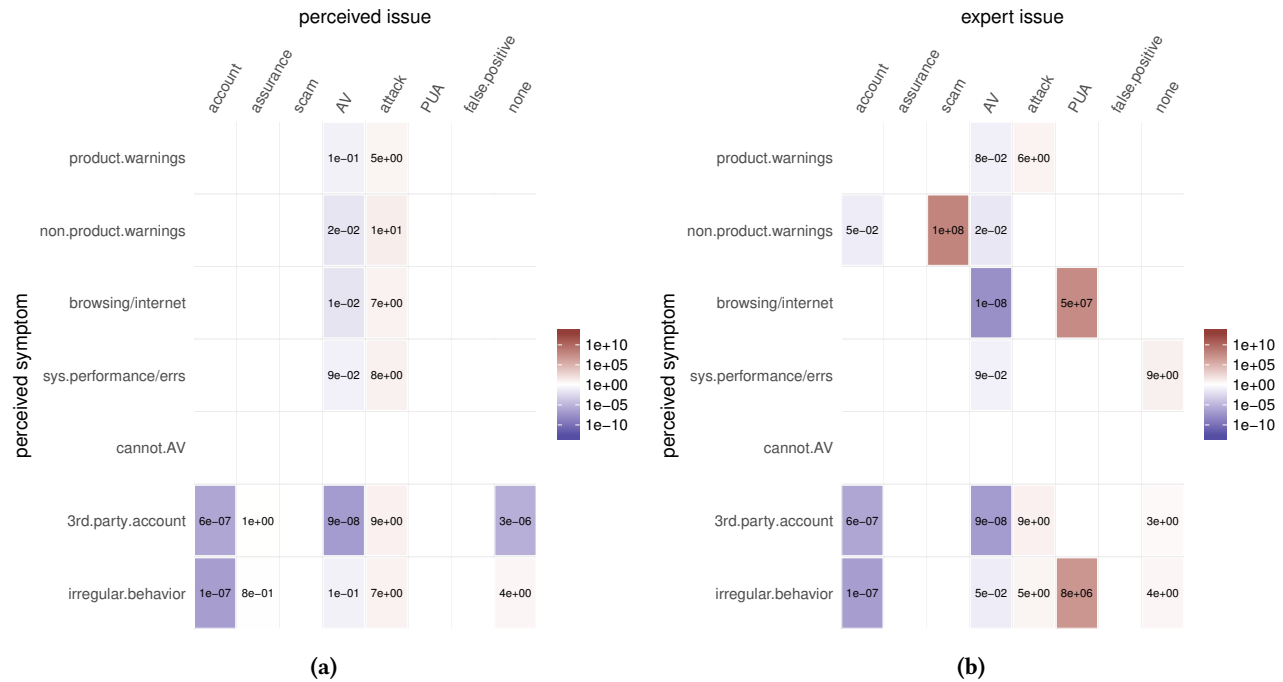 perceived issue
account assurance scam AV attack PUA false.positive none
perceived symptom
product.warnings 1e−01 5e+00
non.product.warnings 2e−02 1e+01
browsing/internet 1e−02 7e+00
sys.performance/errs 9e−02 8e+00
cannot.AV
3rd.party.account 6e−07 1e+00 9e−08 9e+00 3e−06
irregular.behavior 1e−07 8e−01 1e−01 7e+00 4e+00
1e+10
1e+05
1e+00
1e−05
1e−10
(a)
expert issue
account assurance scam AV attack PUA false.positive none
perceived symptom
product.warnings 8e−02 6e+00
non.product.warnings 5e−02 1e+08 2e−02
browsing/internet 1e−08 5e+07
sys.performance/errs 9e−02 9e+00
cannot.AV
3rd.party.account 6e−07 9e−08 9e+00 3e+00
irregular.behavior 1e−07 5e−02 5e+00 8e+06 4e+00
1e+10
1e+05
1e+00
1e−05
1e−10
(b)